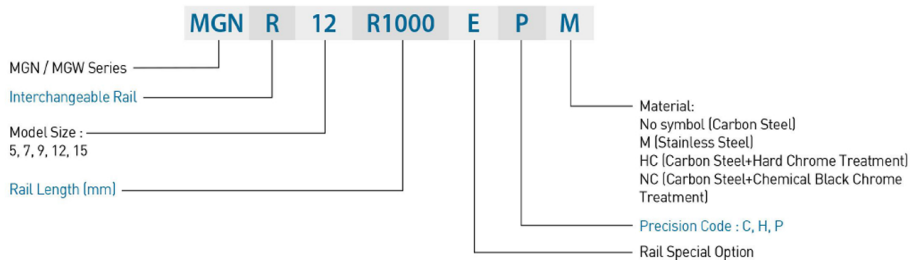 MGN R 12 R1000 E P M
MGN / MGW Series
Interchangeable Rail
Model Size :
5, 7, 9, 12, 15
Rail Length (mm)
Material:
No symbol (Carbon Steel)
M (Stainless Steel)
HC (Carbon Steel+Hard Chrome Treatment)
NC (Carbon Steel+Chemical Black Chrome
Treatment)
Precision Code : C, H, P
Rail Special Option